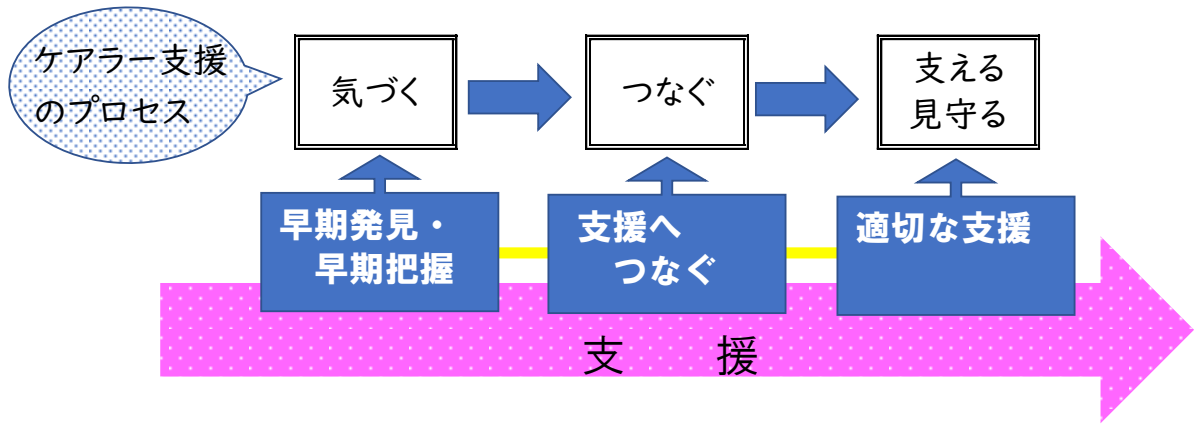 ケアラー支援
のプロセス
気づく
つなぐ
支える
見守る
早期発見・
早期把握
支援へ
つなぐ
適切な支援
支　援